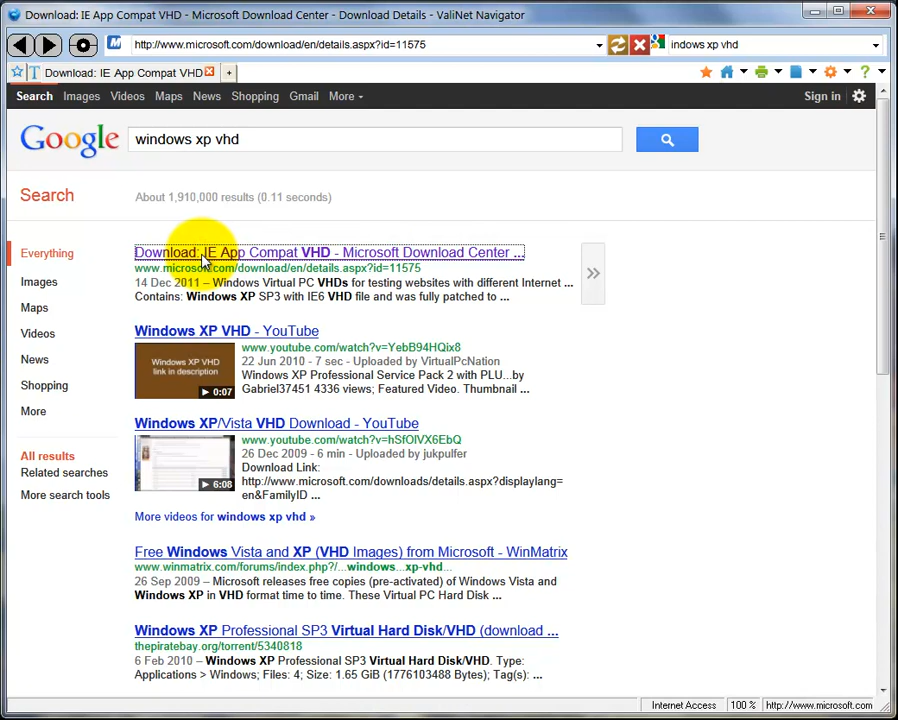 Download: IE App Compat VHD - Microsoft Download Center - Download Details - ValiNet Navigator
http://www.microsoft.com/download/en/details.aspx?id=11575
indows xp vhd
Download: IE App Compat VHD
Search Images Videos Maps News Shopping Gmail More
Sign in
Google
windows xp vhd
Search
About 1,910,000 results (0.11 seconds)
Everything
Images
Maps
Videos
News
Shopping
More
All results
Related searches
More search tools
Download: IE App Compat VHD - Microsoft Download Center ...
www.microsoft.com/download/en/details.aspx?id=11575
14 Dec 2011 – Windows Virtual PC VHDs for testing websites with different Internet ...
Contains: Windows XP SP3 with IE6 VHD file and was fully patched to ...
Windows XP VHD - YouTube
Windows XP VHD
link in description
0:07
www.youtube.com/watch?v=YebB94HQix8
22 Jun 2010 - 7 sec - Uploaded by VirtualPcNation
Windows XP Professional Service Pack 2 with PLU...by
Gabriel37451 4336 views; Featured Video. Thumbnail ...
Windows XP/Vista VHD Download - YouTube
6:08
www.youtube.com/watch?v=hSfOlVX6EbQ
26 Dec 2009 - 6 min - Uploaded by jukpulfer
Download Link:
http://www.microsoft.com/downloads/details.aspx?displaylang=
en&FamilyID ...
More videos for windows xp vhd »
Free Windows Vista and XP (VHD Images) from Microsoft - WinMatrix
www.winmatrix.com/forums/index.php?/...windows...xp-vhd...
26 Sep 2009 – Microsoft releases free copies (pre-activated) of Windows Vista and
Windows XP in VHD format time to time. These Virtual PC Hard Disk ...
Windows XP Professional SP3 Virtual Hard Disk/VHD (download ...
thepiratebay.org/torrent/5340818
6 Feb 2010 – Windows XP Professional SP3 Virtual Hard Disk/VHD. Type:
Applications > Windows; Files: 4; Size: 1.65 GiB (1776103488 Bytes); Tag(s): ...
Internet Access 100 % http://www.microsoft.com